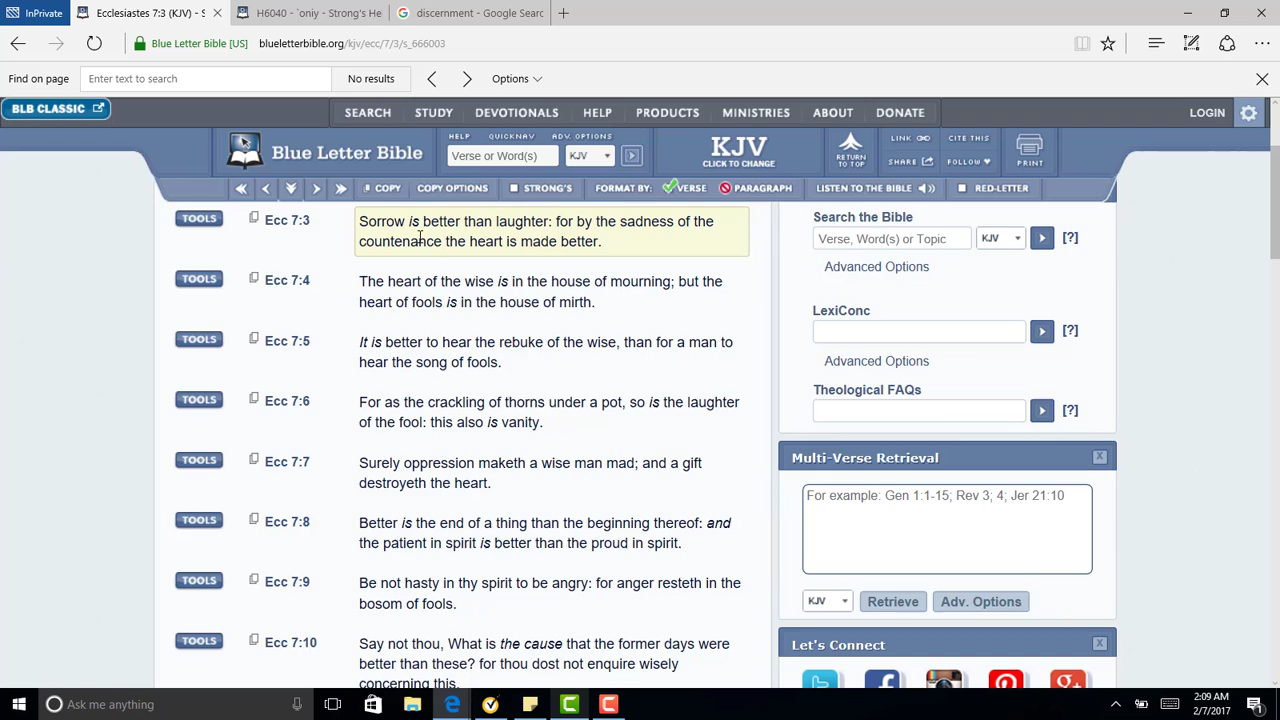 InPrivate
Ecclesiastes 7:3 (KJV) - S
H6040 - `oniy - Strong's He
discernment - Google Searc
Blue Letter Bible [US]
blueletterbible.org/kjv/ecc/7/3/s_666003
Find on page
Enter text to search
No results
Options
BLB CLASSIC
SEARCH STUDY DEVOTIONALS HELP PRODUCTS MINISTRIES ABOUT DONATE
LOGIN
Blue Letter Bible
HELP QUICKNAV ADV. OPTIONS
Verse or Word(s) KJV
KJV
CLICK TO CHANGE
RETURN
TO TOP
LINK
CITE THIS
SHARE
FOLLOW
PRINT
COPY COPY OPTIONS STRONG'S FORMAT BY: VERSE PARAGRAPH LISTEN TO THE BIBLE RED-LETTER
TOOLS Ecc 7:3 Sorrow is better than laughter: for by the sadness of the
countenance the heart is made better.
TOOLS Ecc 7:4 The heart of the wise is in the house of mourning; but the
heart of fools is in the house of mirth.
TOOLS Ecc 7:5 It is better to hear the rebuke of the wise, than for a man to
hear the song of fools.
TOOLS Ecc 7:6 For as the crackling of thorns under a pot, so is the laughter
of the fool: this also is vanity.
TOOLS Ecc 7:7 Surely oppression maketh a wise man mad; and a gift
destroyeth the heart.
TOOLS Ecc 7:8 Better is the end of a thing than the beginning thereof: and
the patient in spirit is better than the proud in spirit.
TOOLS Ecc 7:9 Be not hasty in thy spirit to be angry: for anger resteth in the
bosom of fools.
TOOLS Ecc 7:10 Say not thou, What is the cause that the former days were
better than these? for thou dost not enquire wisely
concerning this.
Search the Bible
Verse, Word(s) or Topic KJV [?]
Advanced Options
LexiConc
[?]
Advanced Options
Theological FAQs
[?]
Multi-Verse Retrieval X
For example: Gen 1:1-15; Rev 3; 4; Jer 21:10
KJV Retrieve Adv. Options
Let's Connect X
Ask me anything
2:09 AM
2/7/2017